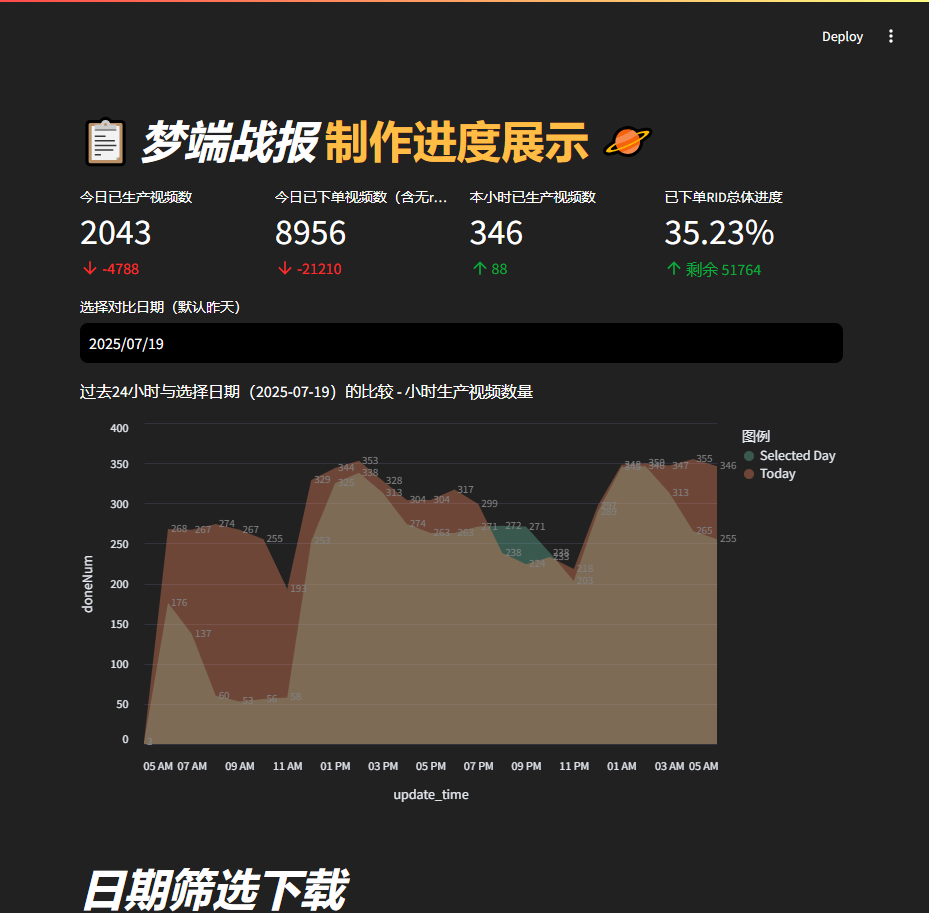 Deploy
梦端战报 制作进度展示
今日已生产视频数
2043
-4788
今日已下单视频数（含无r...
8956
-21210
本小时已生产视频数
346
88
已下单RID总体进度
35.23%
剩余 51764
选择对比日期（默认昨天）
2025/07/19
过去24小时与选择日期（2025-07-19）的比较 - 小时生产视频数量
图例
Selected Day
Today
doneNum
400
350
300
250
200
150
100
50
0
268 267 274 267 255 193 329 344 353 328 304 304 317 299 271 238 224 233 218 347 355 346
176 137 60 53 56 58 253 325 338 313 274 263 263 272 271 238 203 289 348 350 313 265 255
05 AM 07 AM 09 AM 11 AM 01 PM 03 PM 05 PM 07 PM 09 PM 11 PM 01 AM 03 AM 05 AM
update_time
日期筛选下载